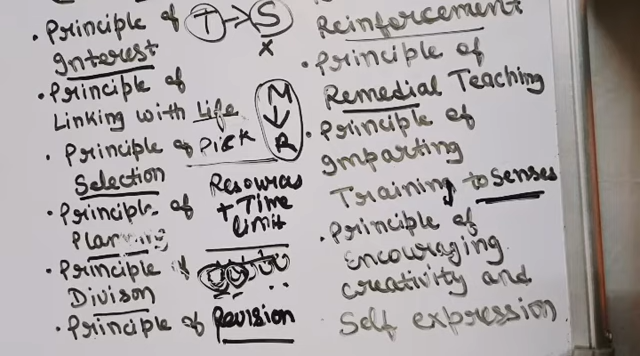 • Principle of
Interest
T → S
x
• Principle of
Linking with Life
M
↓
R
• Principle of Pick
Selection
• Principle of
Planning
Resources
+ Time
limit
• Principle of
Divison
• Principle of Revision
Reinforcement
• Principle of
Remedial Teaching
• Principle of
Imparting
Training to senses
• Principle of
Encouraging
creativity and
Self expression